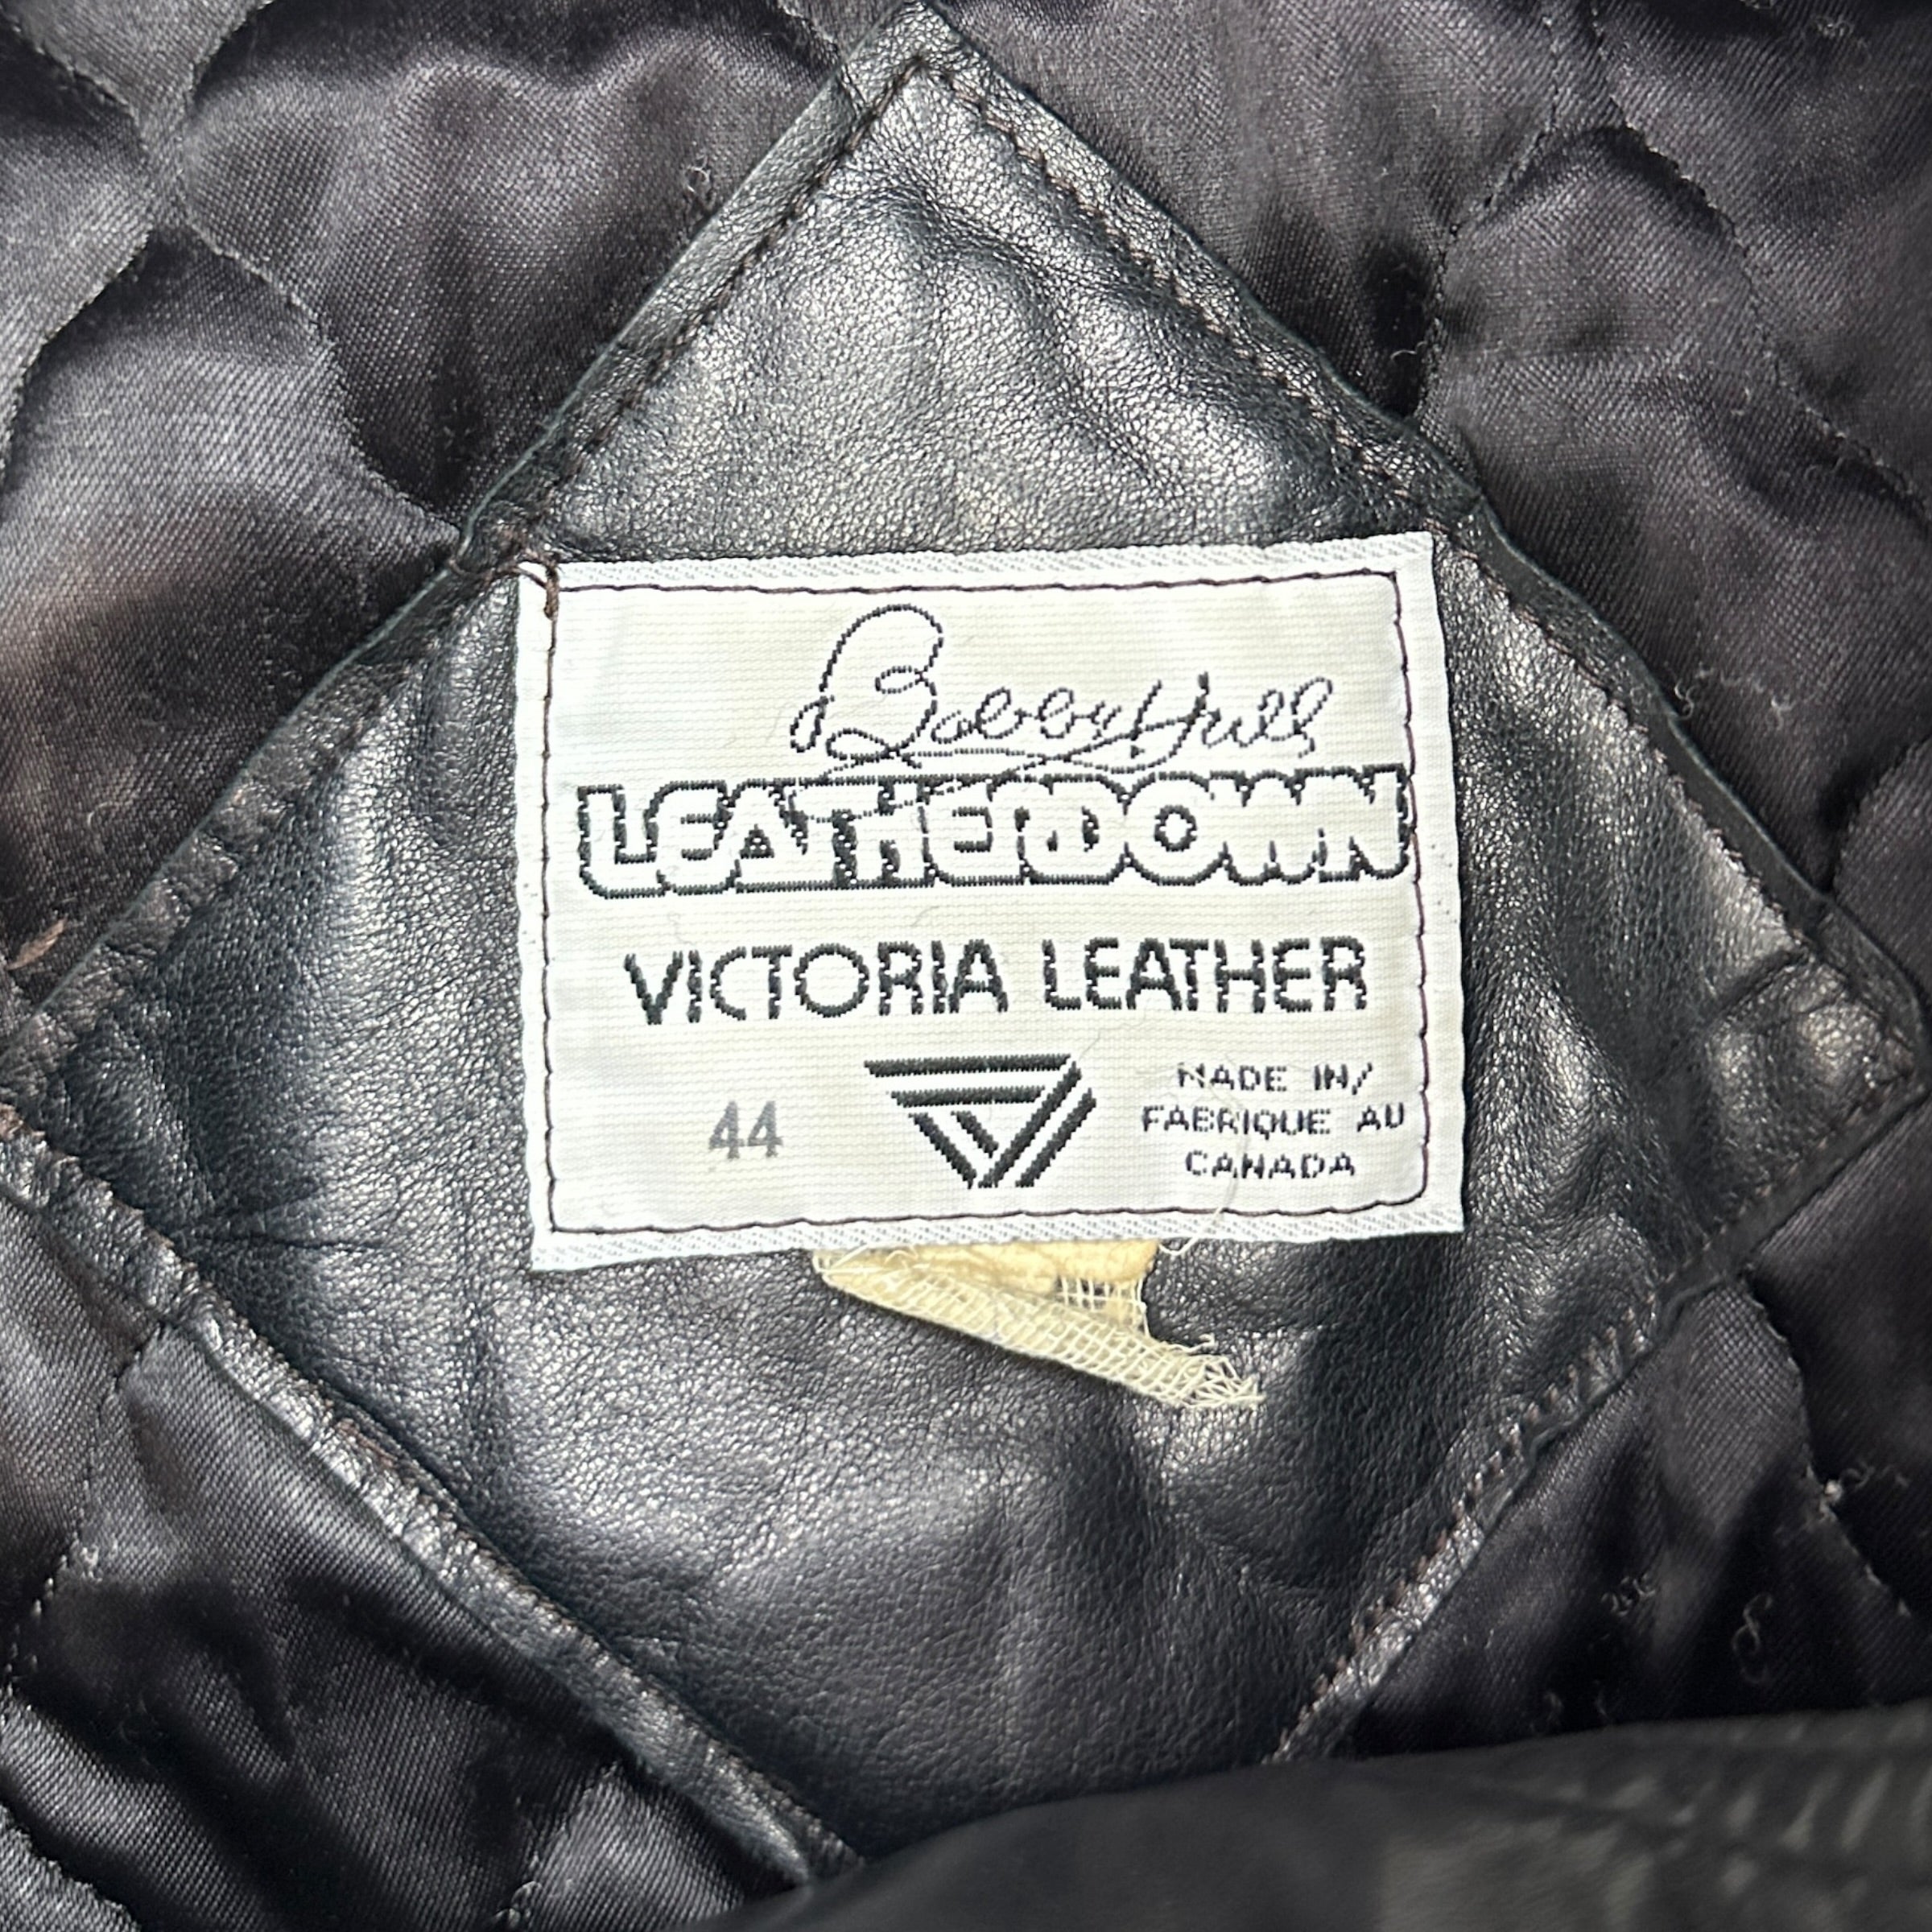 Bobby Hull
LEATHERDOWN
VICTORIA LEATHER
44
MADE IN/
FABRIQUE AU
CANADA